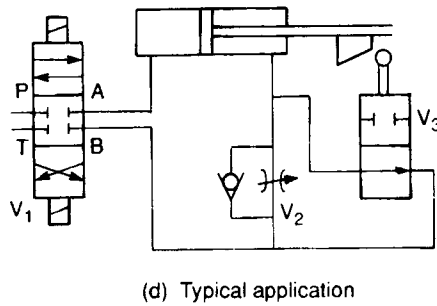 P A
T B
V1
V2
V3
(d) Typical application